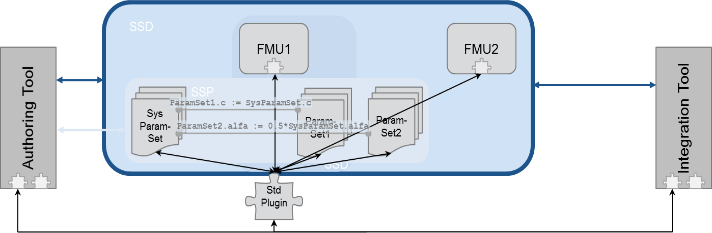 SSD
FMU1
FMU2
Authoring Tool
Integration Tool
SSP
ParamSet1.c := SysParamSet.c
Sys
Param-
Set
Param-
Set1
Param-
Set2
ParamSet2.alfa := 0.5*SysParamSet.alfa
SSD
Std
Plugin